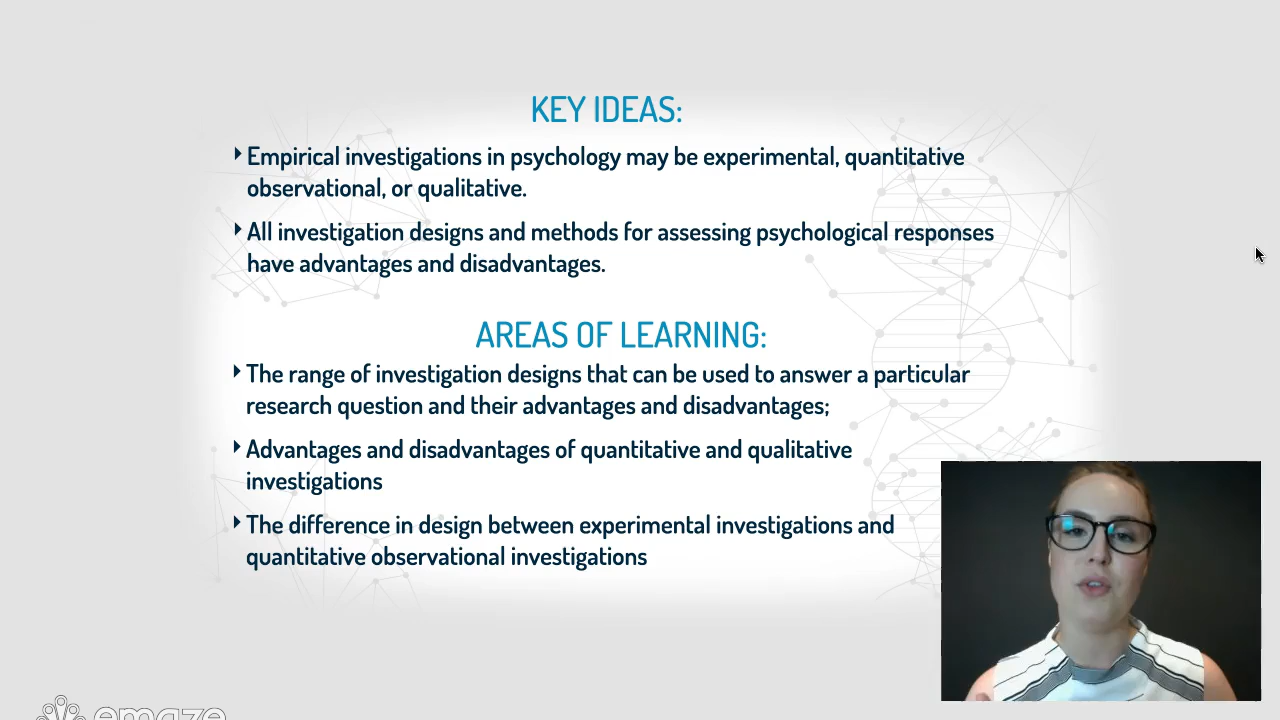 KEY IDEAS:
Empirical investigations in psychology may be experimental, quantitative
observational, or qualitative.
All investigation designs and methods for assessing psychological responses
have advantages and disadvantages.
AREAS OF LEARNING:
The range of investigation designs that can be used to answer a particular
research question and their advantages and disadvantages;
Advantages and disadvantages of quantitative and qualitative
investigations
The difference in design between experimental investigations and
quantitative observational investigations
emaze